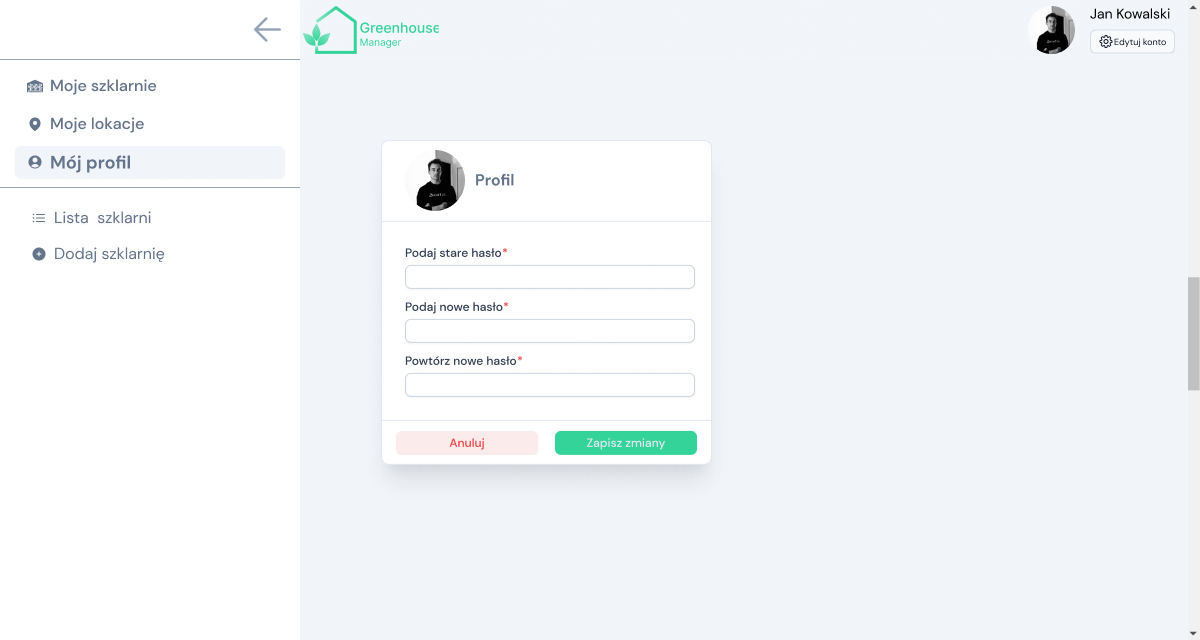 Greenhouse
Manager
Jan Kowalski
Edytuj konto
Moje szklarnie
Moje lokacje
Mój profil
Lista szklarni
Dodaj szklarnię
Profil
Podaj stare hasło*
Podaj nowe hasło*
Powtórz nowe hasło*
Anuluj
Zapisz zmiany